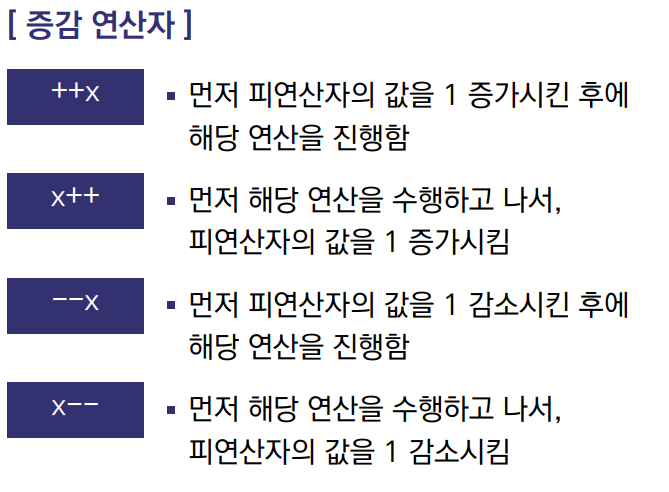 [ 증감 연산자 ]
++x
▪ 먼저 피연산자의 값을 1 증가시킨 후에
해당 연산을 진행함
x++
▪ 먼저 해당 연산을 수행하고 나서,
피연산자의 값을 1 증가시킴
−−x
▪ 먼저 피연산자의 값을 1 감소시킨 후에
해당 연산을 진행함
x−−
▪ 먼저 해당 연산을 수행하고 나서,
피연산자의 값을 1 감소시킴